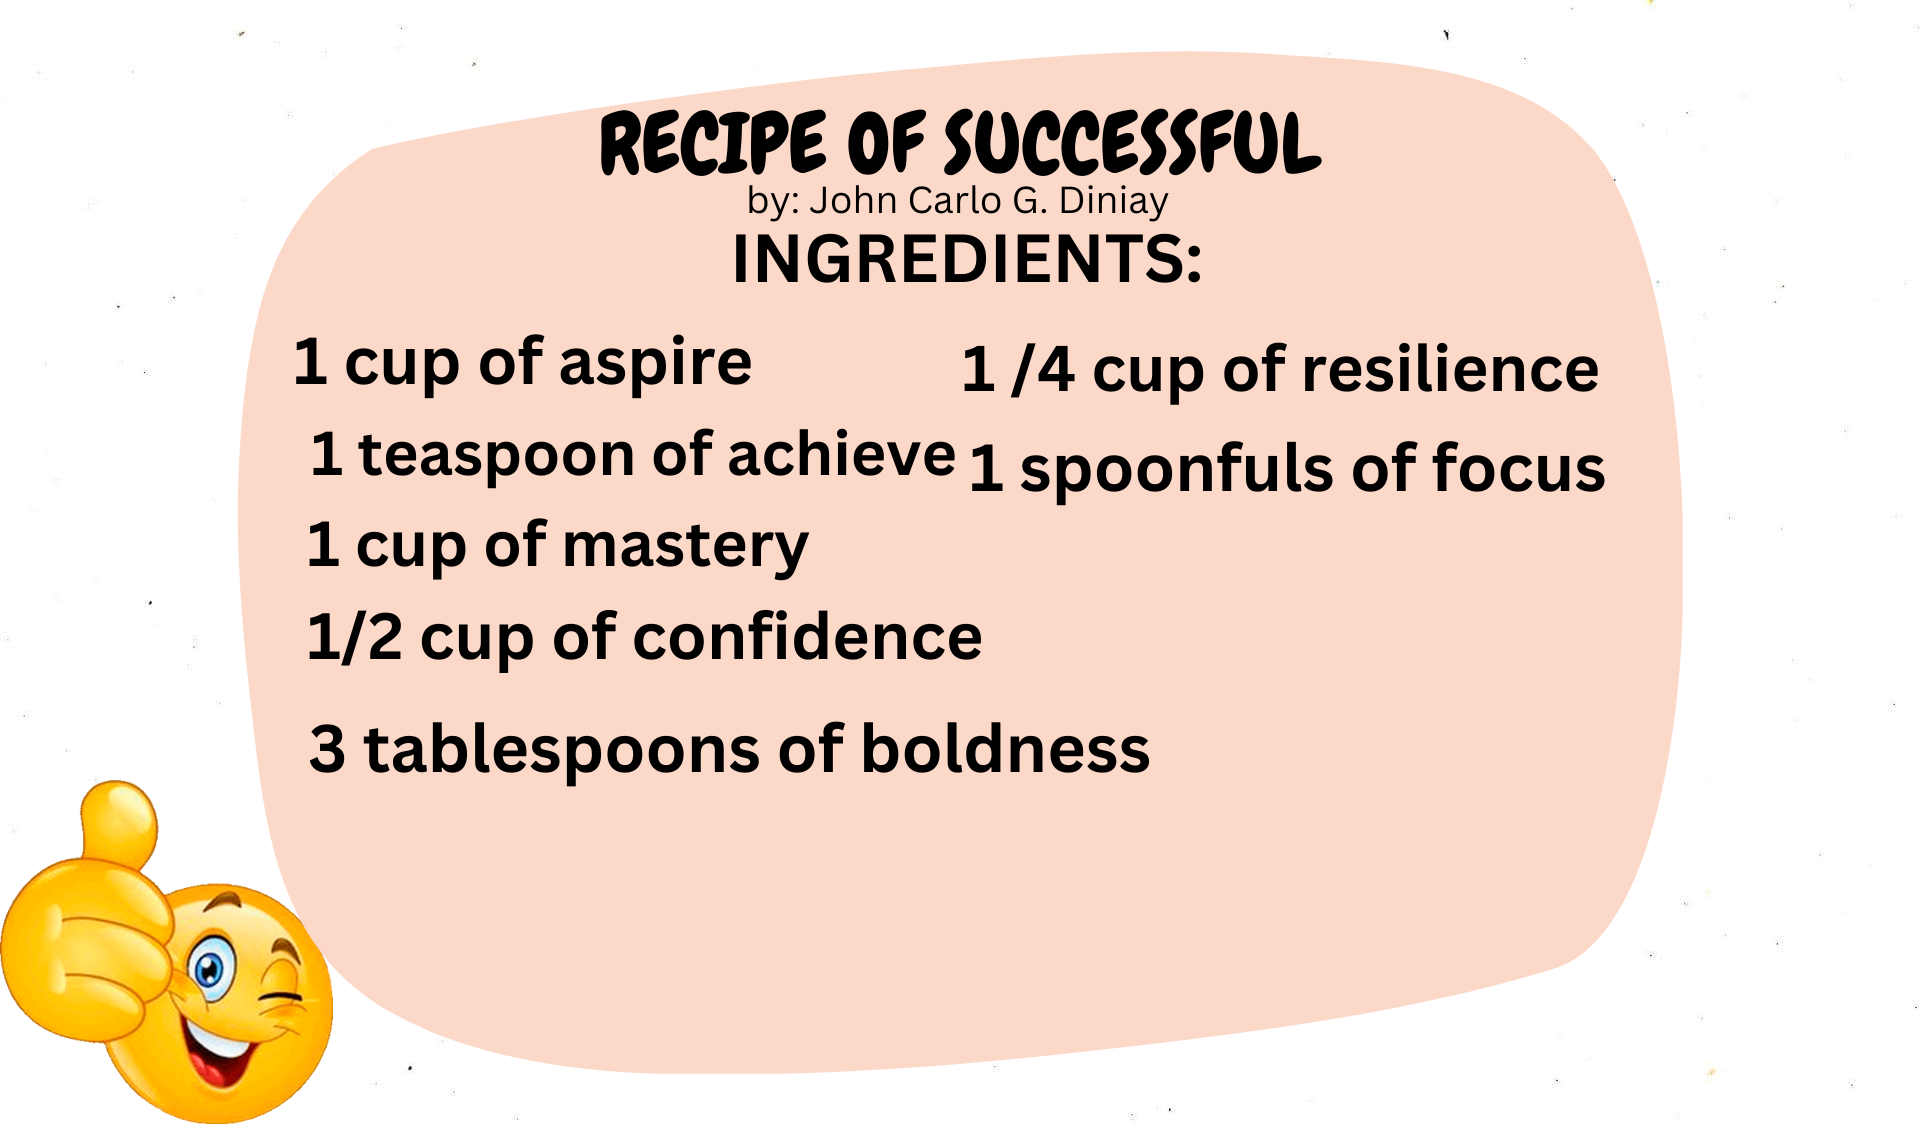 RECIPE OF SUCCESSFUL
by: John Carlo G. Diniay
INGREDIENTS:
1 cup of aspire
1 teaspoon of achieve
1 cup of mastery
1/2 cup of confidence
3 tablespoons of boldness
1 /4 cup of resilience
1 spoonfuls of focus